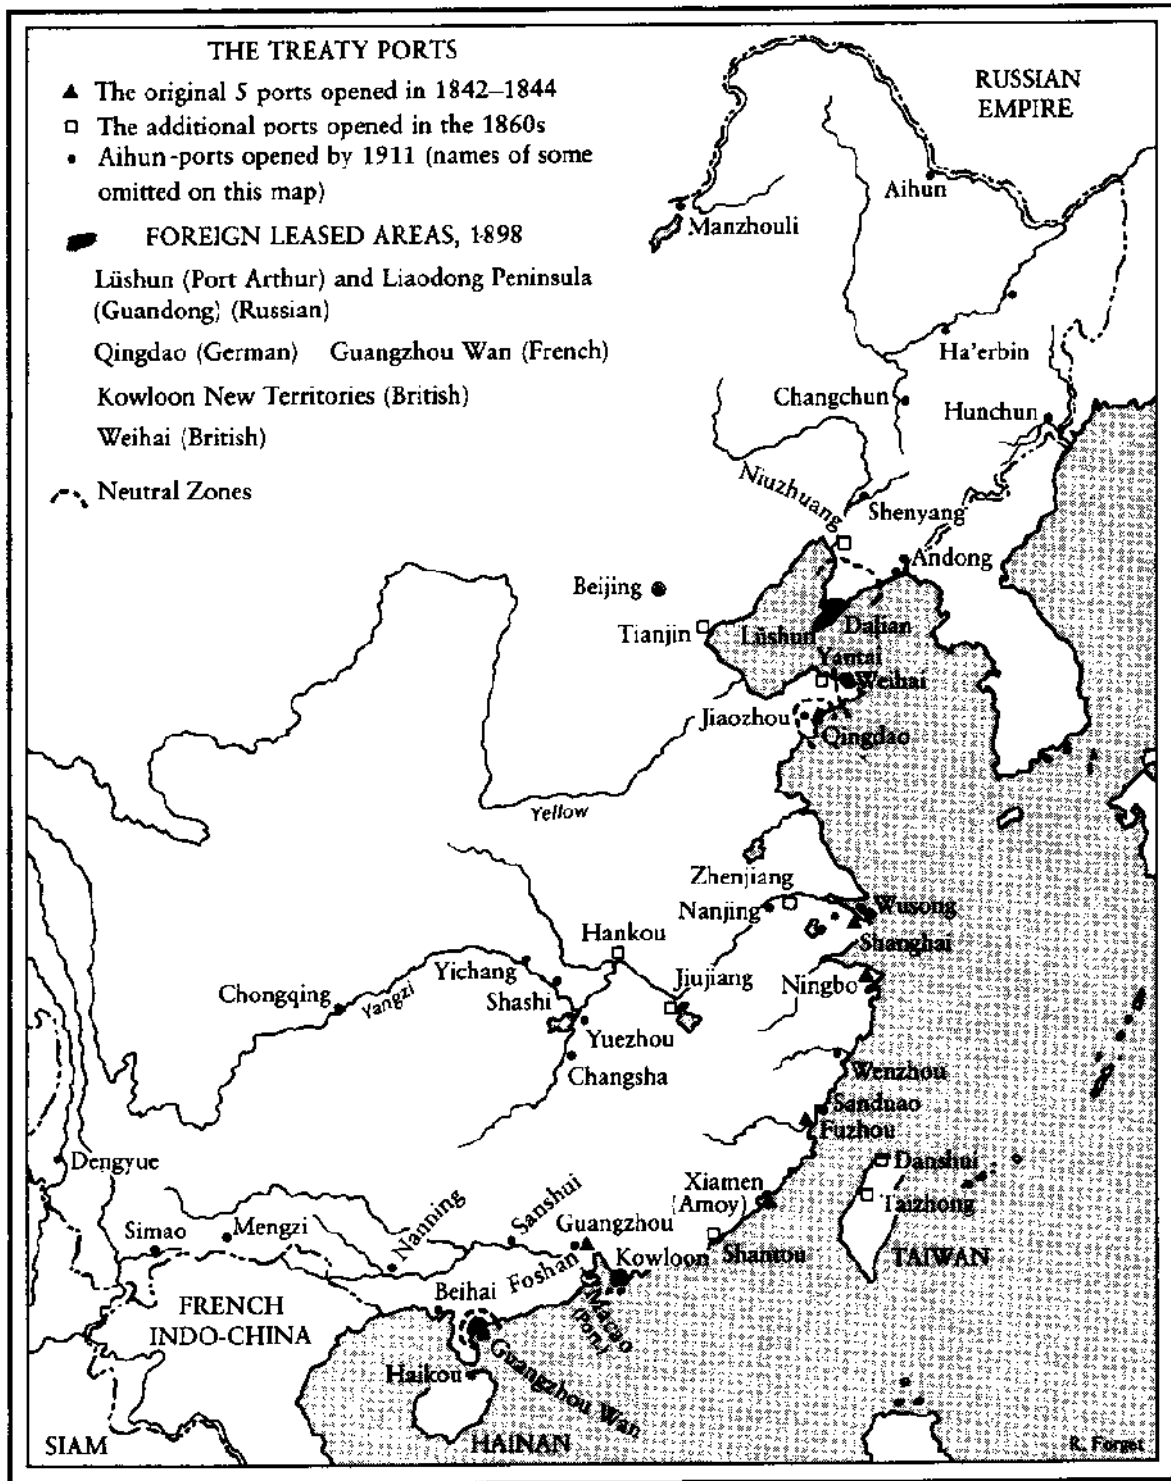 THE TREATY PORTS
▲ The original 5 ports opened in 1842–1844
□ The additional ports opened in the 1860s
• Aihun-ports opened by 1911 (names of some
omitted on this map)
FOREIGN LEASED AREAS, 1898
Lüshun (Port Arthur) and Liaodong Peninsula
(Guandong) (Russian)
Qingdao (German) Guangzhou Wan (French)
Kowloon New Territories (British)
Weihai (British)
Neutral Zones
RUSSIAN
EMPIRE
Aihun
Manzhouli
Ha'erbin
Changchun
Hunchun
Niuzhuang
Shenyang
Andong
Beijing
Tianjin
Lüshun
Dalian
Yantai
Weihai
Jiaozhou
Qingdao
Yellow
Zhenjiang
Nanjing
Wusong
Shanghai
Hankou
Yichang
Jiujiang
Ningbo
Chongqing
Yangzi
Shashi
Yuezhou
Changsha
Wenzhou
Sanduao
Fuzhou
Dengyue
Danshui
Xiamen
(Amoy)
Taizhong
Simao
Mengzi
Nanning
Sanshui
Guangzhou
Foshan
Kowloon
Shantou
TAIWAN
Macao
(Port.)
Beihai
FRENCH
INDO-CHINA
Guangzhou Wan
Haikou
HAINAN
SIAM
R. Forget